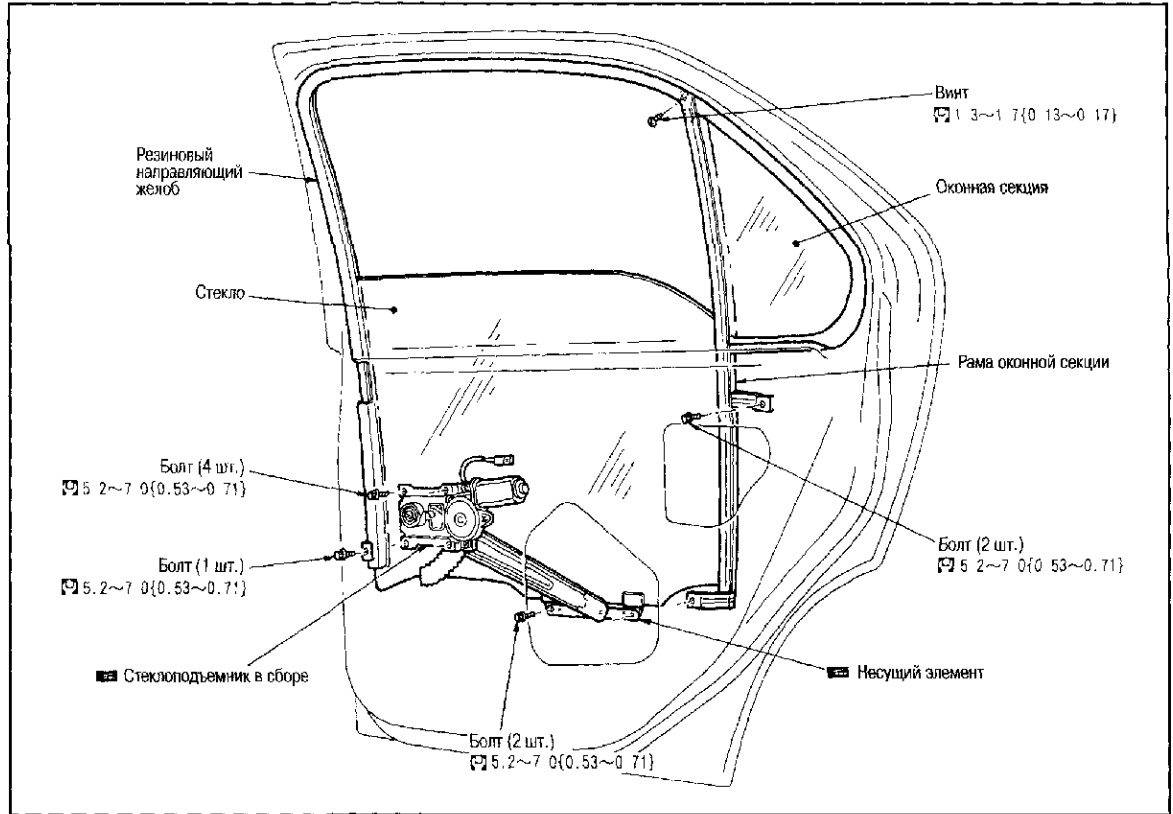 Винт
1 3~1 7{0 13~0 17}
Резиновый
направляющий
желоб
Оконная секция
Стекло
Рама оконной секции
Болт (4 шт.)
5 2~7 0{0.53~0 71}
Болт (1 шт.)
5.2~7 0{0.53~0.71}
Болт (2 шт.)
5 2~7 0{0 53~0.71}
Стеклоподъемник в сборе
Несущий элемент
Болт (2 шт.)
5.2~7 0{0.53~0 71}